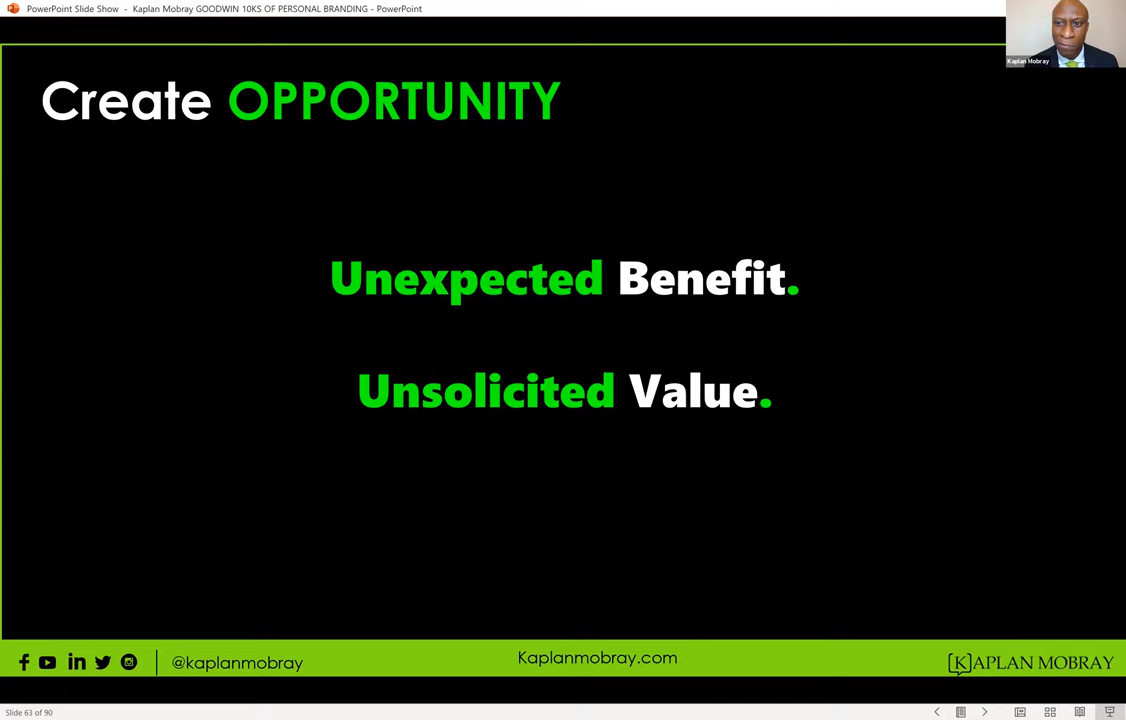 PowerPoint Slide Show - Kaplan Mobray GOODWIN 10KS OF PERSONAL BRANDING - PowerPoint
Kaplan Mobray
Create OPPORTUNITY
Unexpected Benefit.
Unsolicited Value.
@kaplanmobray
Kaplanmobray.com
[K]APLAN MOBRAY
Slide 63 of 90